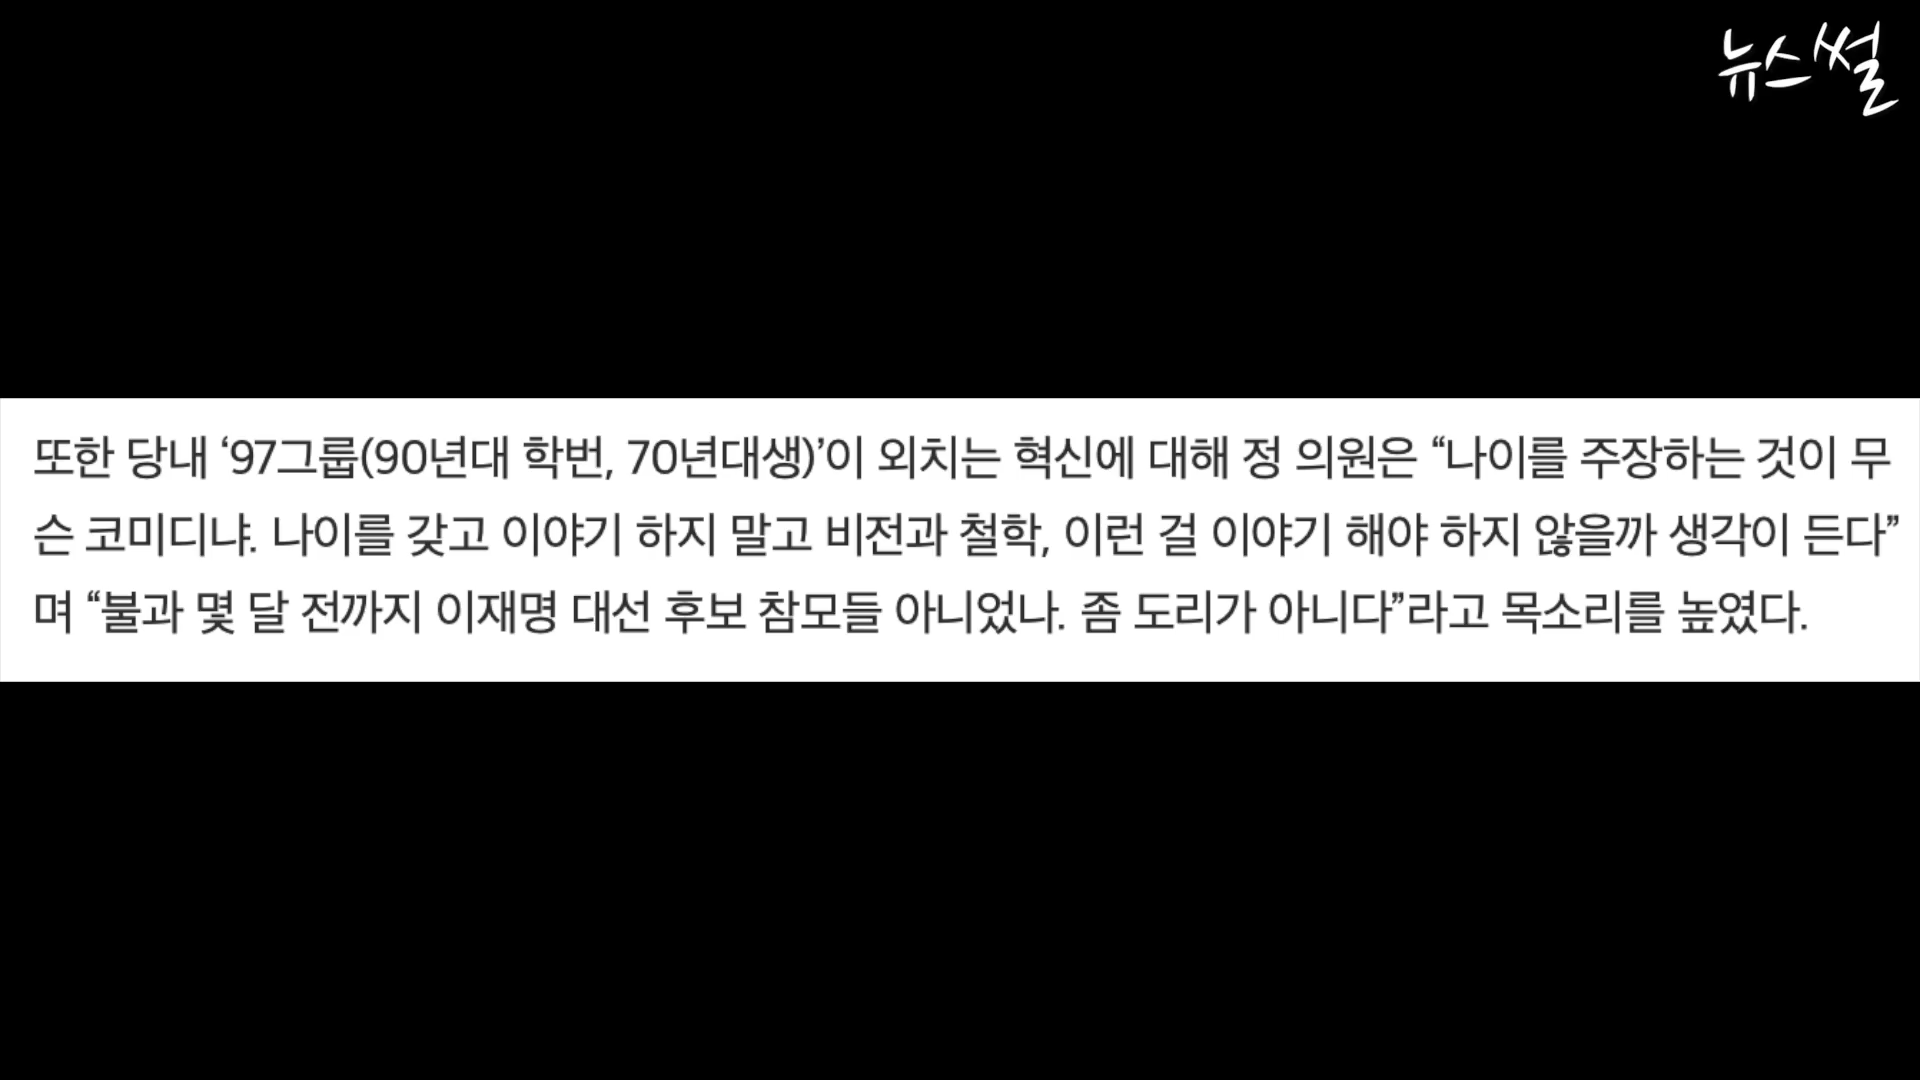 뉴스썰
또한 당내 ‘97그룹(90년대 학번, 70년대생)’이 외치는 혁신에 대해 정 의원은 “나이를 주장하는 것이 무
슨 코미디냐. 나이를 갖고 이야기 하지 말고 비전과 철학, 이런 걸 이야기 해야 하지 않을까 생각이 든다”
며 “불과 몇 달 전까지 이재명 대선 후보 참모들 아니었나. 좀 도리가 아니다”라고 목소리를 높였다.